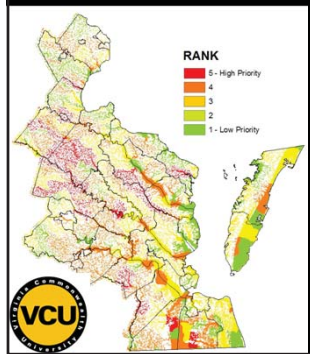 RANK
5 - High Priority
4
3
2
1 - Low Priority
Virginia Commonwealth University
VCU